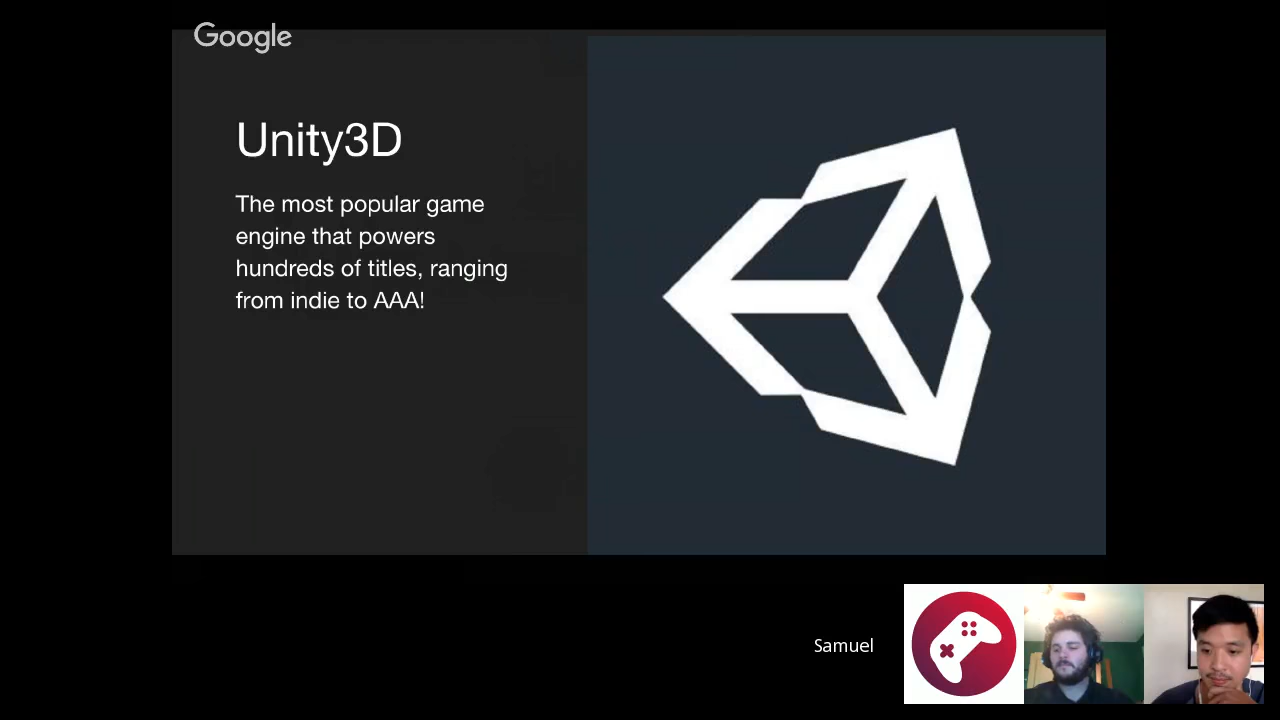 Google
Unity3D
The most popular game
engine that powers
hundreds of titles, ranging
from indie to AAA!
Samuel